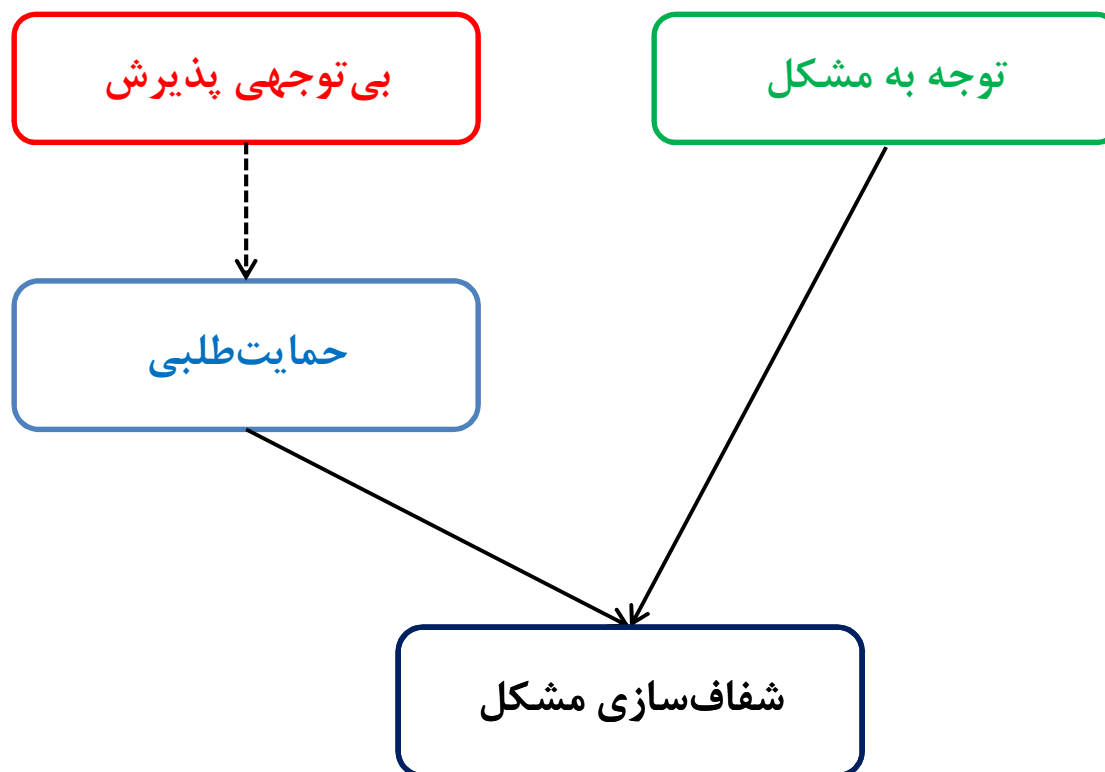 توجه به مشکل
بی‌توجهی پذیرش
حمایت‌طلبی
شفاف‌سازی مشکل